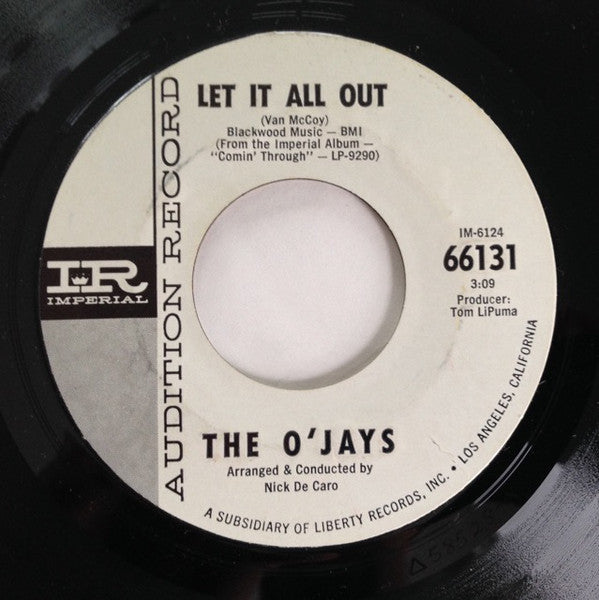 LET IT ALL OUT
(Van McCoy)
Blackwood Music — BMI
(From the Imperial Album —
"Comin' Through" — LP-9290)
AUDITION RECORD
IR
IMPERIAL
IM-6124
66131
3:09
Producer:
Tom LiPuma
THE O'JAYS
Arranged & Conducted by
Nick De Caro
A SUBSIDIARY OF LIBERTY RECORDS, INC. • LOS ANGELES, CALIFORNIA